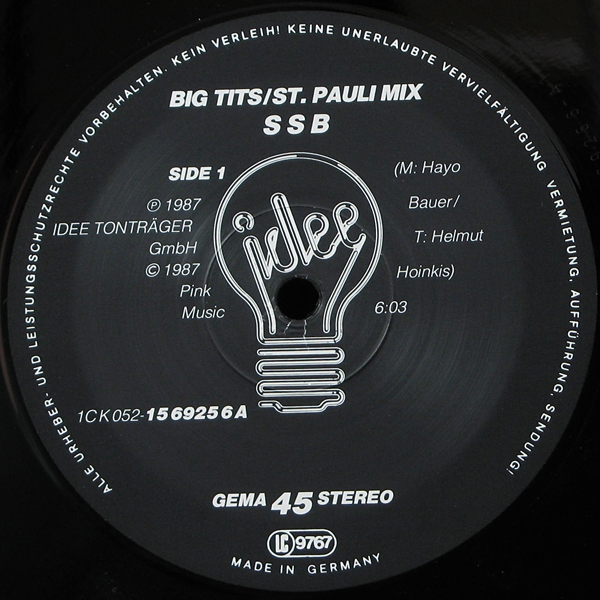 ALLE URHEBER- UND LEISTUNGSSCHUTZRECHTE VORBEHALTEN. KEIN VERLEIH! KEINE UNERLAUBTE VERVIELFÄLTIGUNG, VERMIETUNG, AUFFÜHRUNG, SENDUNG!
BIG TITS/ST. PAULI MIX
S S B
SIDE 1
℗ 1987
IDEE TONTRÄGER
GmbH
© 1987
Pink
Music
idee
(M: Hayo
Bauer/
T: Helmut
Hoinkis)
6:03
1C K 052-15 6925 6 A
GEMA 45 STEREO
LC 9767
MADE IN GERMANY